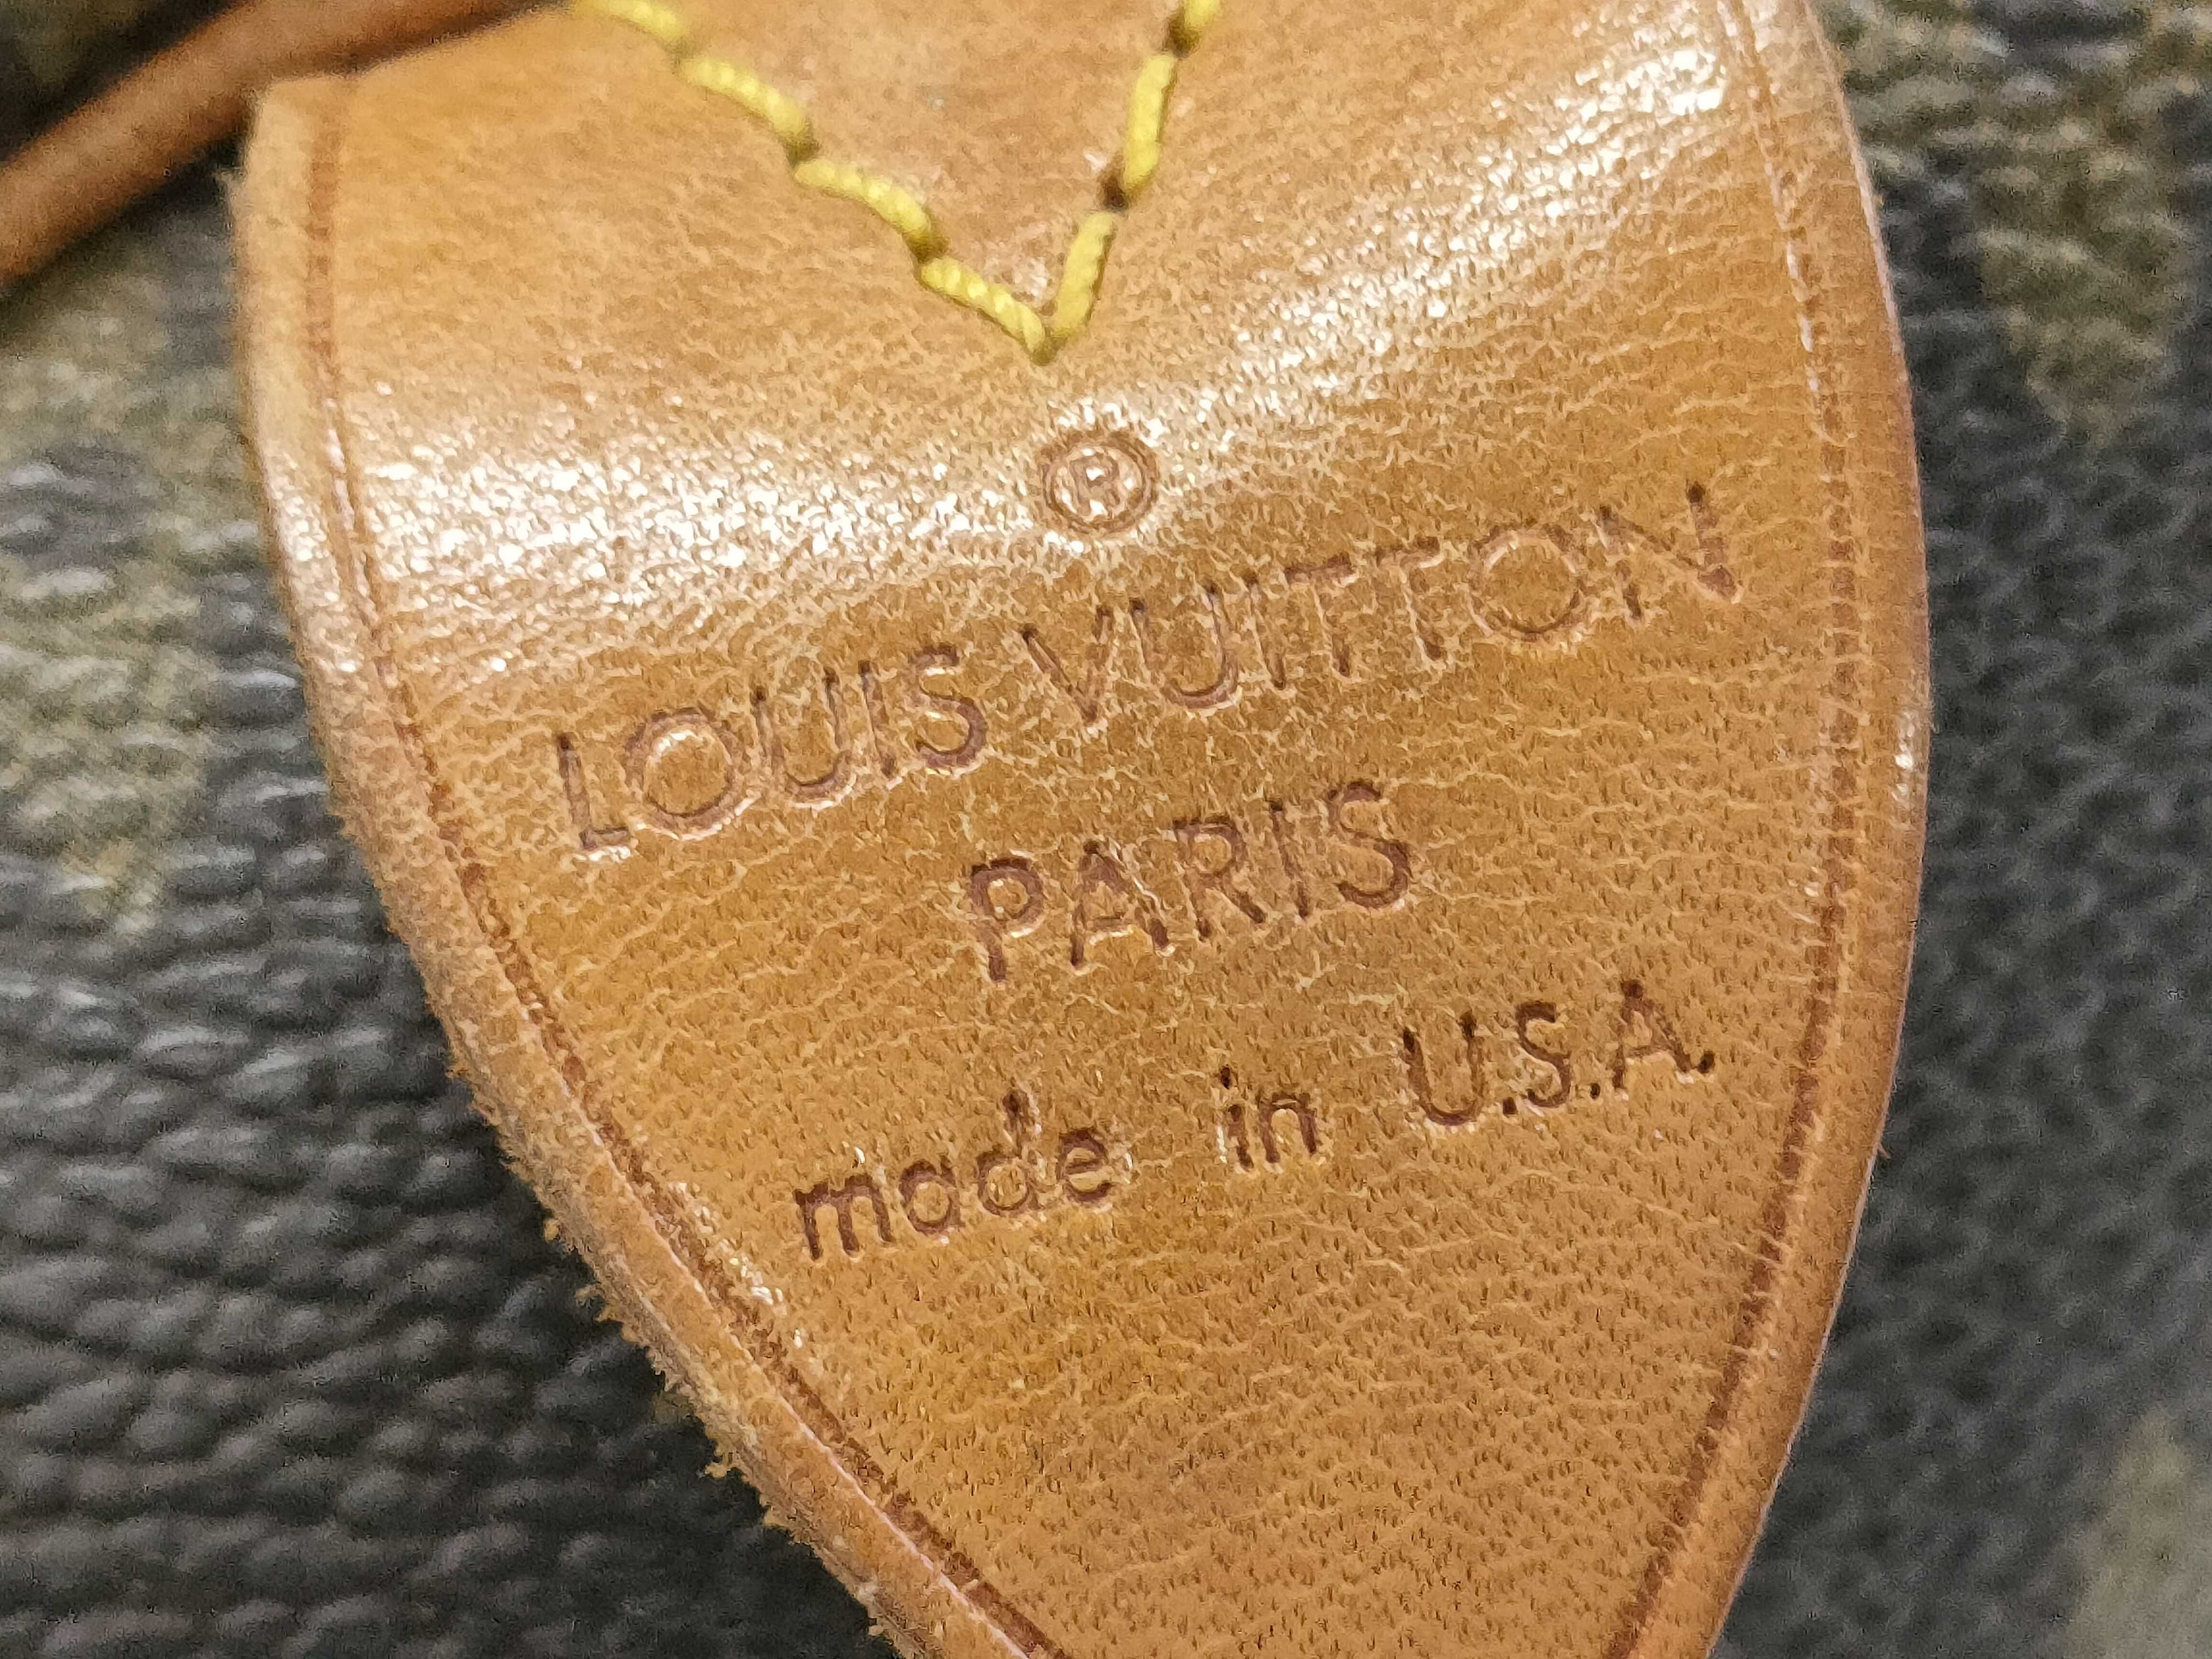 ®
LOUIS VUITTON
PARIS
made in U.S.A.